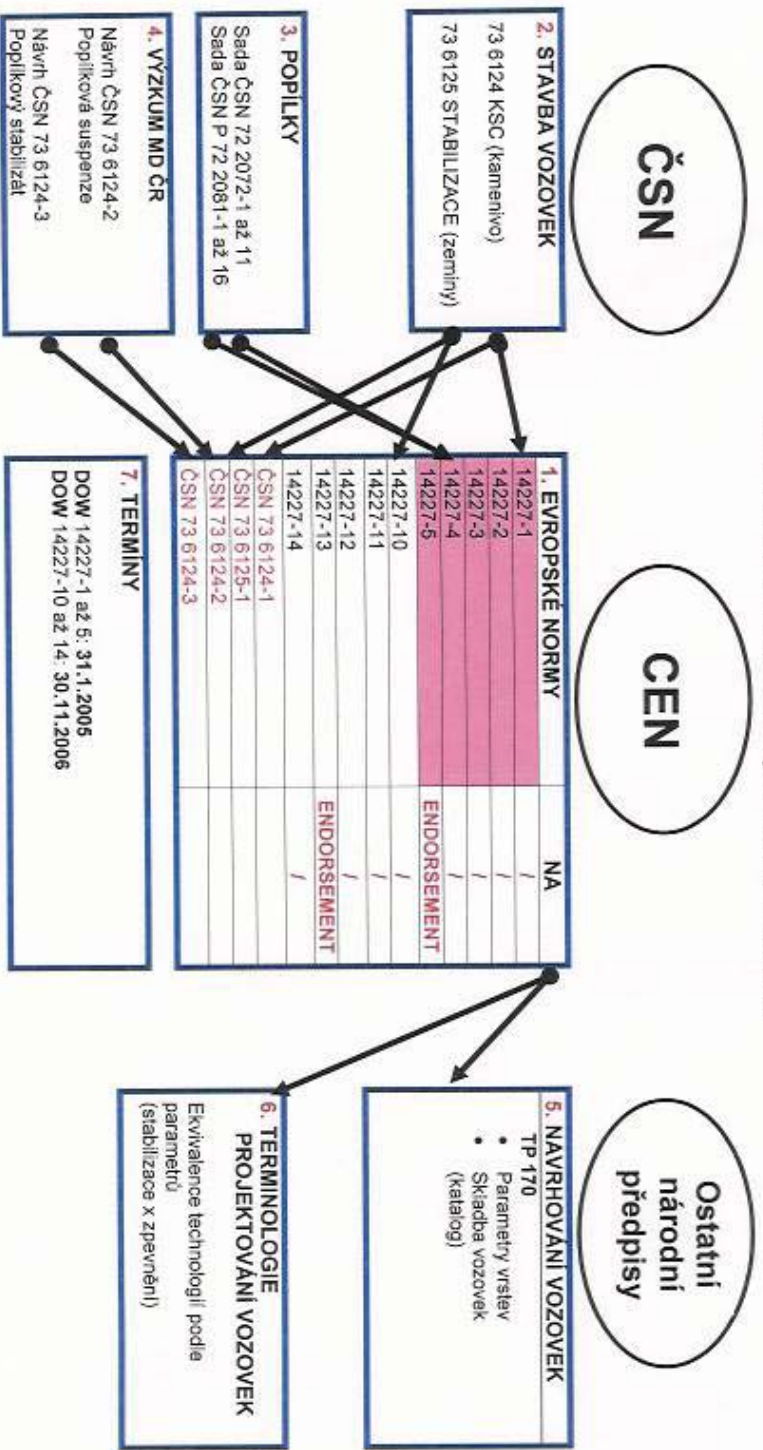 ČSN
CEN
Ostatní
národní
předpisy
2. STAVBA VOZOVEK
73 6124 KSC (kamenivo)
73 6125 STABILIZACE (zeminy)
3. POPÍLKY
Sada ČSN 72 2072-1 až 11
Sada ČSN P 72 2081-1 až 16
4. VÝZKUM MD ČR
Návrh ČSN 73 6124-2
Popílková suspenze
Návrh ČSN 73 6124-3
Popílkový stabilizát
1. EVROPSKÉ NORMY NA
14227-1 /
14227-2 /
14227-3 /
14227-4 /
14227-5 ENDORSEMENT
14227-10 /
14227-11 /
14227-12 /
14227-13 ENDORSEMENT
14227-14 /
ČSN 73 6124-1
ČSN 73 6125-1
ČSN 73 6124-2
ČSN 73 6124-3
7. TERMÍNY
DOW 14227-1 až 5: 31.1.2005
DOW 14227-10 až 14: 30.11.2006
5. NAVRHOVÁNÍ VOZOVEK
TP 170
• Parametry vrstev
• Skladba vozovek
(katalog)
6. TERMINOLOGIE
PROJEKTOVÁNÍ VOZOVEK
Ekvivalence technologií podle
parametrů
(stabilizace x zpevnění)